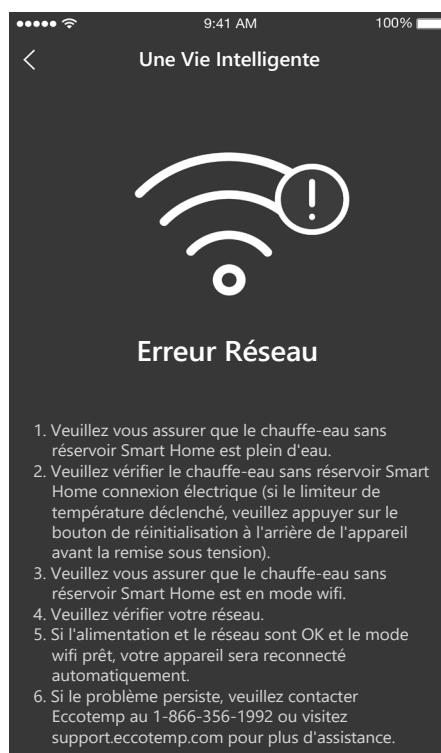 9:41 AM
100%
Une Vie Intelligente
!
Erreur Réseau
1. Veuillez vous assurer que le chauffe-eau sans
réservoir Smart Home est plein d'eau.
2. Veuillez vérifier le chauffe-eau sans réservoir Smart
Home connexion électrique (si le limiteur de
température déclenché, veuillez appuyer sur le
bouton de réinitialisation à l'arrière de l'appareil
avant la remise sous tension).
3. Veuillez vous assurer que le chauffe-eau sans
réservoir Smart Home est en mode wifi.
4. Veuillez vérifier votre réseau.
5. Si l'alimentation et le réseau sont OK et le mode
wifi prêt, votre appareil sera reconnecté
automatiquement.
6. Si le problème persiste, veuillez contacter
Eccotemp au 1-866-356-1992 ou visitez
support.eccotemp.com pour plus d'assistance.